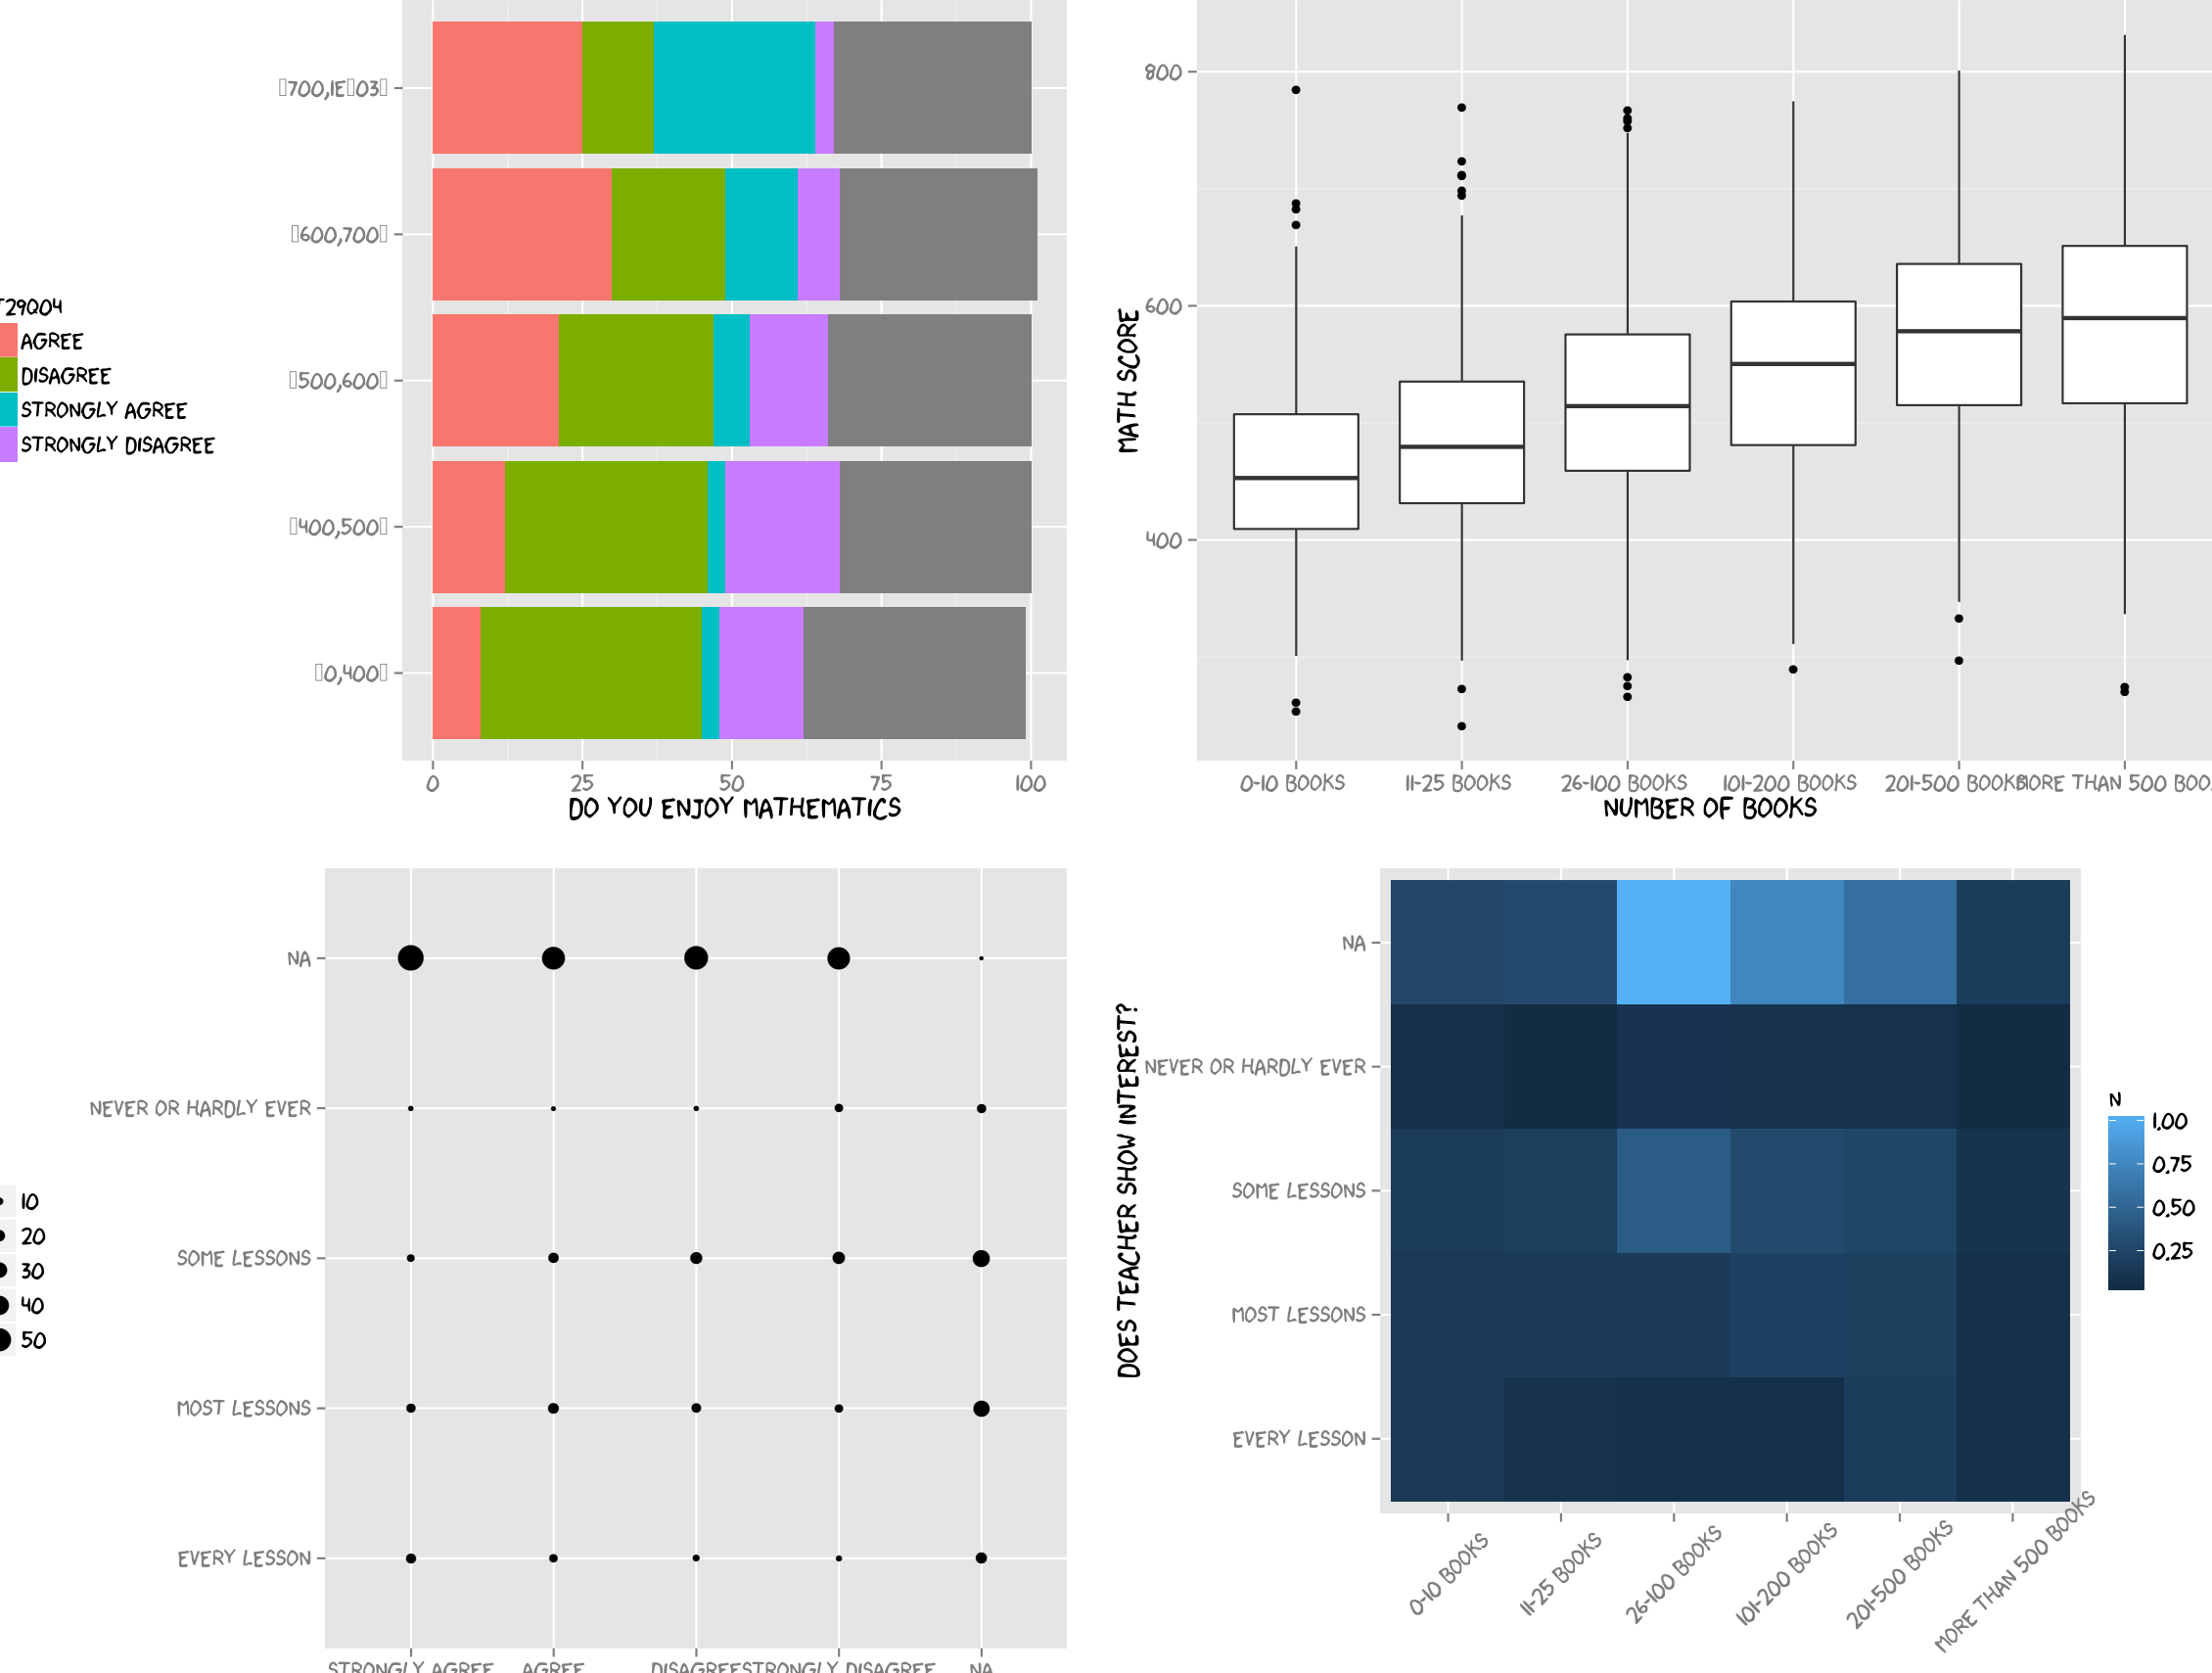 T29Q04
AGREE
DISAGREE
STRONGLY AGREE
STRONGLY DISAGREE
700,1E 03
600,700
500,600
400,500
0,400
0 25 50 75 100
DO YOU ENJOY MATHEMATICS
MATH SCORE
800
600
400
0-10 BOOKS 11-25 BOOKS 26-100 BOOKS 101-200 BOOKS 201-500 BOOKS MORE THAN 500 BOO
NUMBER OF BOOKS
10
20
30
40
50
NA
NEVER OR HARDLY EVER
SOME LESSONS
MOST LESSONS
EVERY LESSON
STRONGLY AGREE AGREE DISAGREE STRONGLY DISAGREE NA
DOES TEACHER SHOW INTEREST?
NA
NEVER OR HARDLY EVER
SOME LESSONS
MOST LESSONS
EVERY LESSON
0-10 BOOKS
11-25 BOOKS
26-100 BOOKS
101-200 BOOKS
201-500 BOOKS
MORE THAN 500 BOOKS
N
1.00
0.75
0.50
0.25